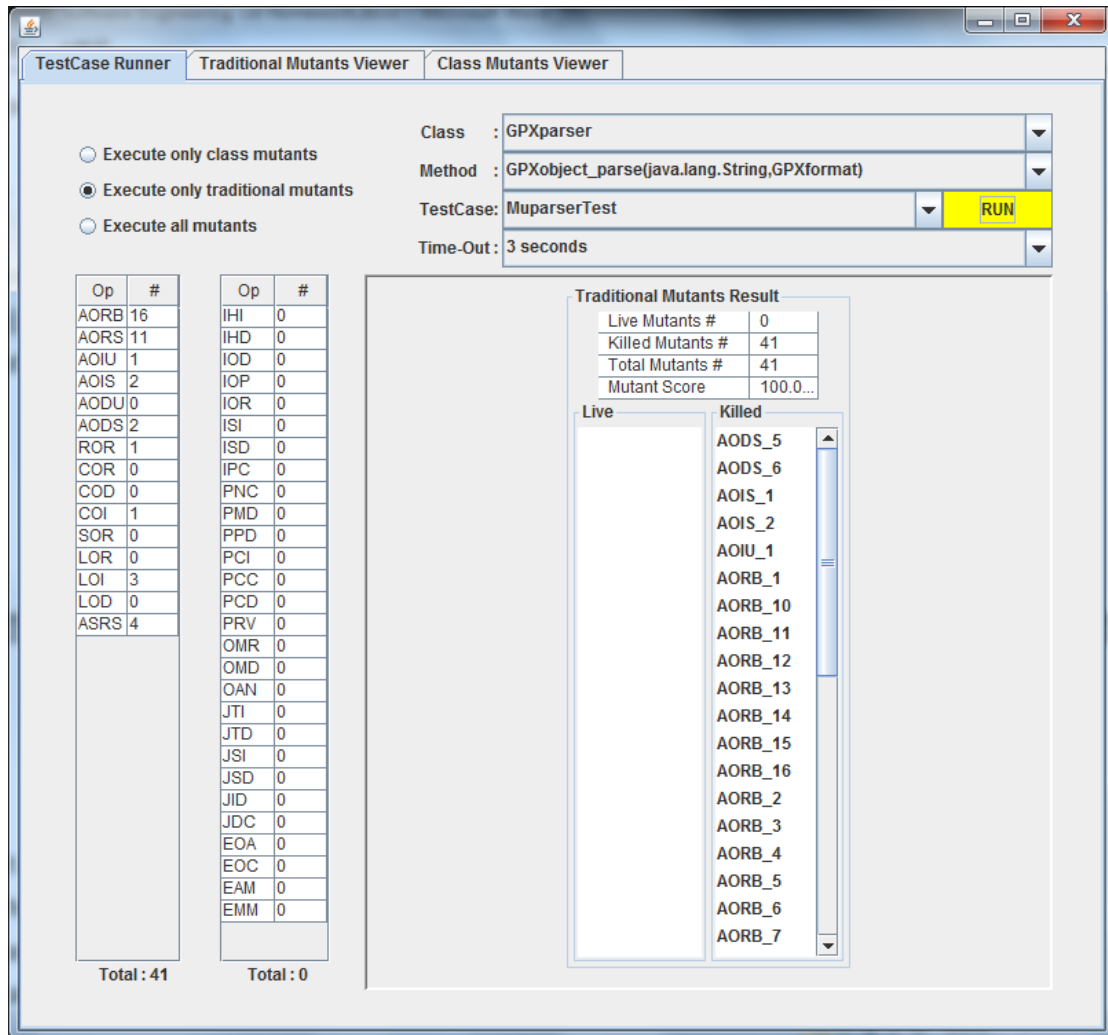 TestCase Runner Traditional Mutants Viewer Class Mutants Viewer
Execute only class mutants
Execute only traditional mutants
Execute all mutants
Class : GPXparser
Method : GPXobject_parse(java.lang.String,GPXformat)
TestCase: MuparserTest RUN
Time-Out : 3 seconds
Op #
AORB 16
AORS 11
AOIU 1
AOIS 2
AODU 0
AODS 2
ROR 1
COR 0
COD 0
COI 1
SOR 0
LOR 0
LOI 3
LOD 0
ASRS 4
Total : 41
Op #
IHI 0
IHD 0
IOD 0
IOP 0
IOR 0
ISI 0
ISD 0
IPC 0
PNC 0
PMD 0
PPD 0
PCI 0
PCC 0
PCD 0
PRV 0
OMR 0
OMD 0
OAN 0
JTI 0
JTD 0
JSI 0
JSD 0
JID 0
JDC 0
EOA 0
EOC 0
EAM 0
EMM 0
Total : 0
Traditional Mutants Result
Live Mutants # 0
Killed Mutants # 41
Total Mutants # 41
Mutant Score 100.0...
Live
Killed
AODS_5
AODS_6
AOIS_1
AOIS_2
AOIU_1
AORB_1
AORB_10
AORB_11
AORB_12
AORB_13
AORB_14
AORB_15
AORB_16
AORB_2
AORB_3
AORB_4
AORB_5
AORB_6
AORB_7